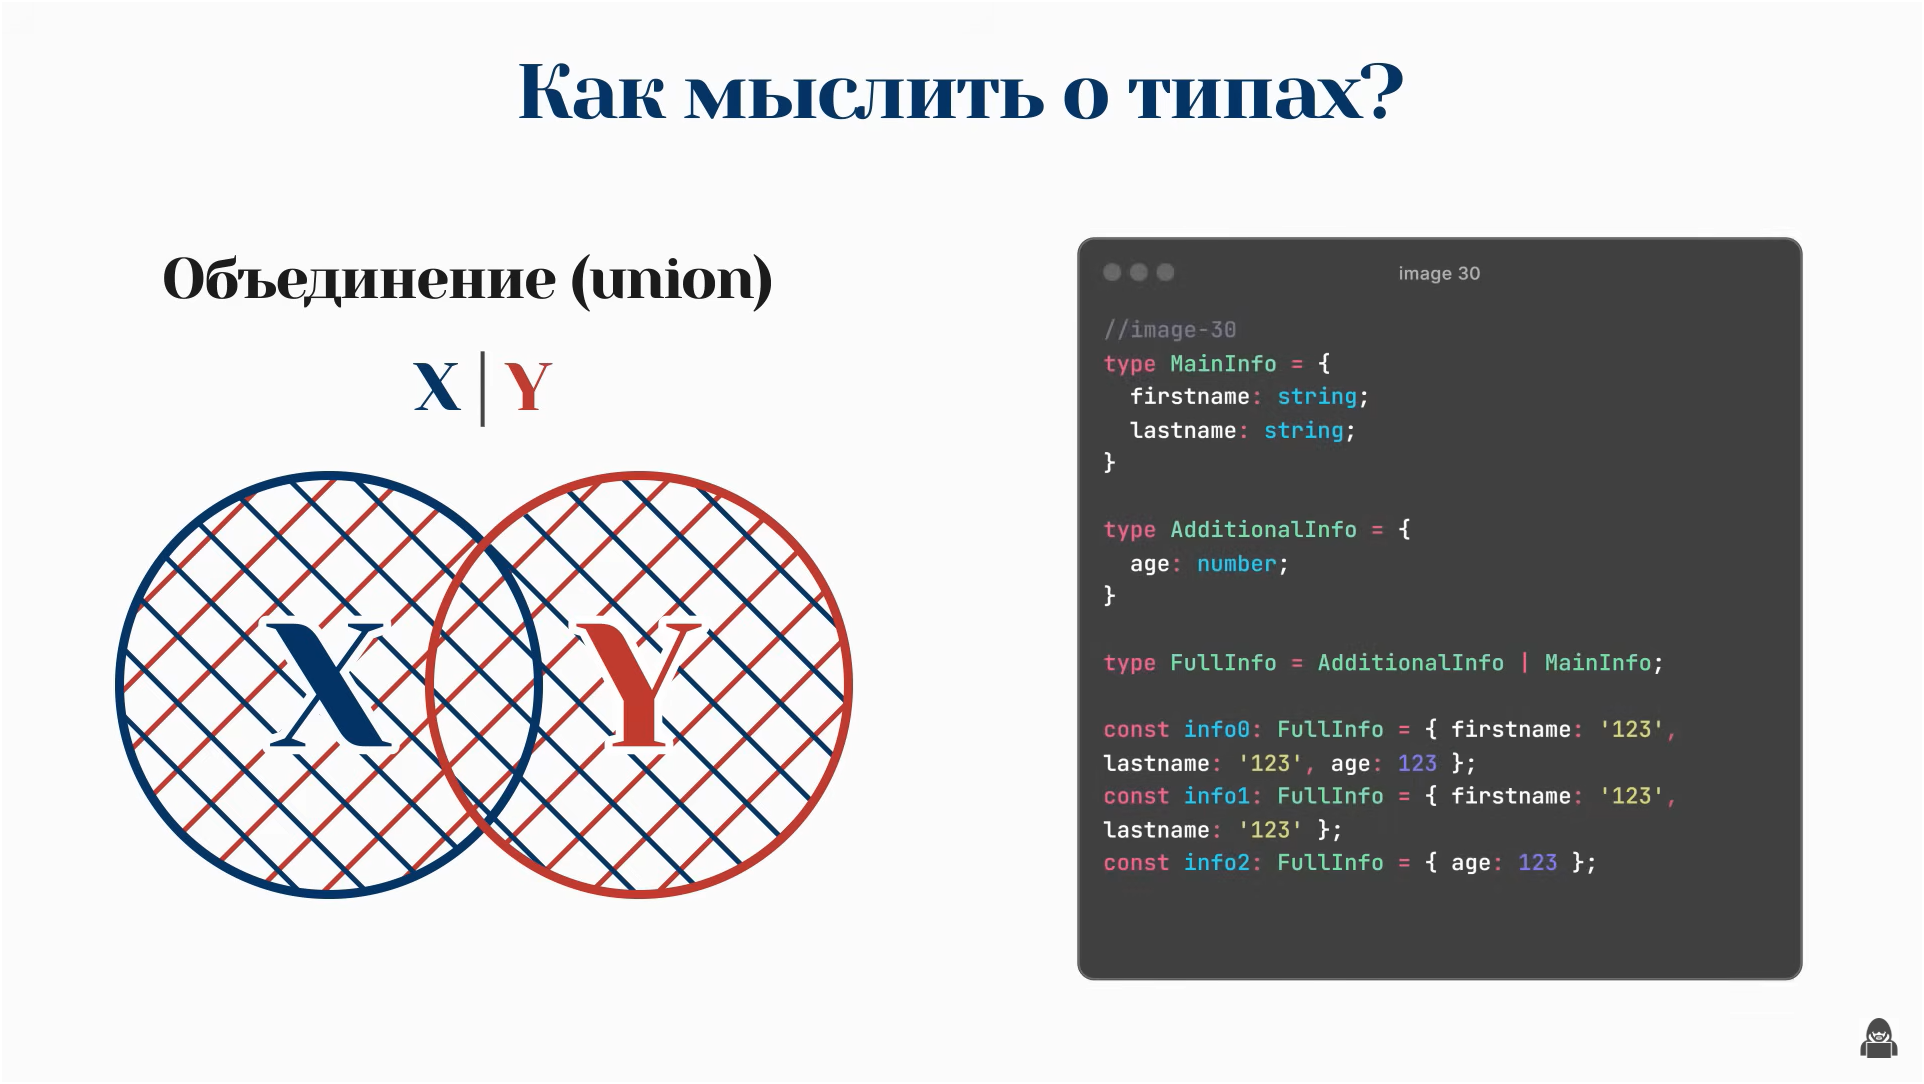 Как мыслить о типах?
Объединение (union)
X | Y
X
Y
image 30
//image-30
type MainInfo = {
  firstname: string;
  lastname: string;
}
type AdditionalInfo = {
  age: number;
}
type FullInfo = AdditionalInfo | MainInfo;
const info0: FullInfo = { firstname: '123',
lastname: '123', age: 123 };
const info1: FullInfo = { firstname: '123',
lastname: '123' };
const info2: FullInfo = { age: 123 };